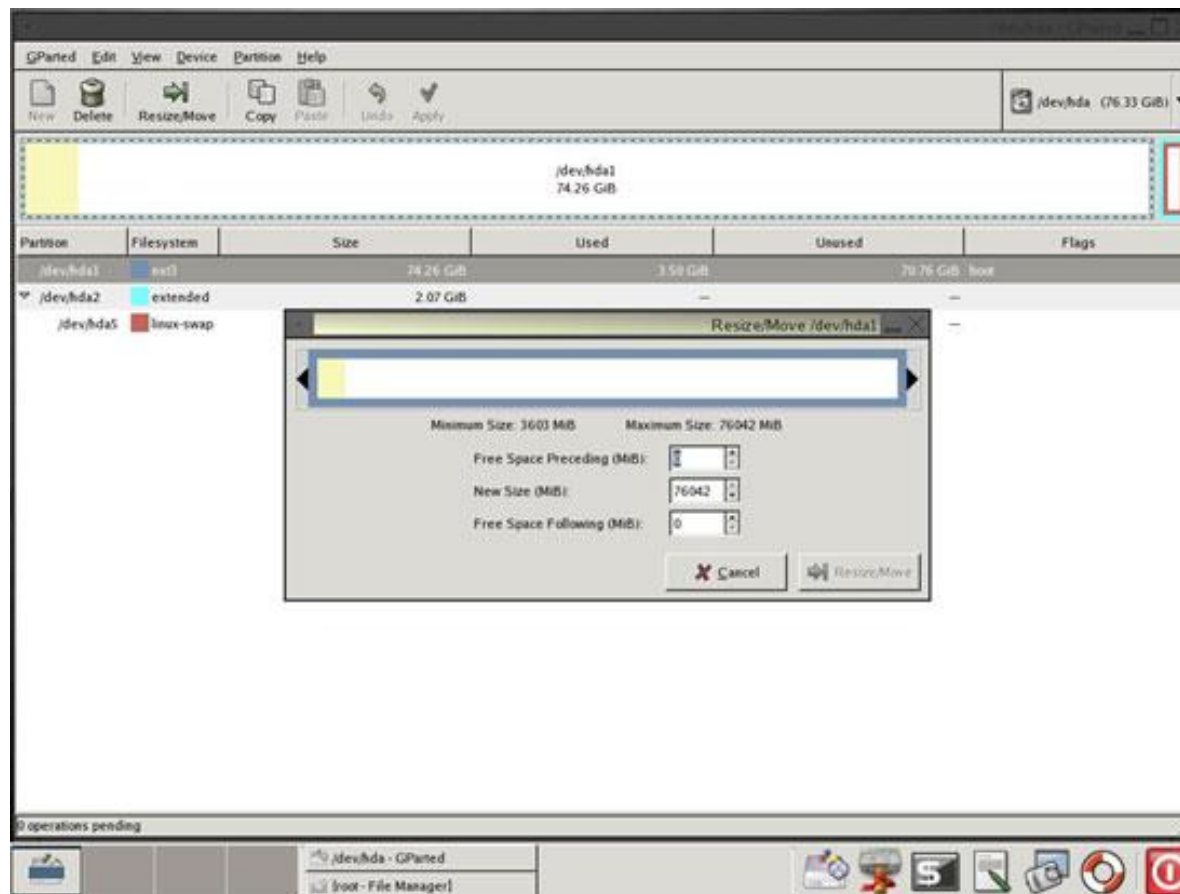 /dev/hda - GParted
GParted Edit View Device Partition Help
New Delete Resize/Move Copy Paste Undo Apply
/dev/hda (76.33 GiB)
/dev/hda1
74.26 GiB
Partition Filesystem Size Used Unused Flags
/dev/hda1 ext3 74.26 GiB 3.50 GiB 70.76 GiB boot
/dev/hda2 extended 2.07 GiB — —
/dev/hda5 linux-swap —
Resize/Move /dev/hda1
Minimum Size: 3603 MiB Maximum Size: 76042 MiB
Free Space Preceding (MiB):
New Size (MiB): 76042
Free Space Following (MiB): 0
Cancel Resize/Move
0 operations pending
/dev/hda - GParted
[root - File Manager]